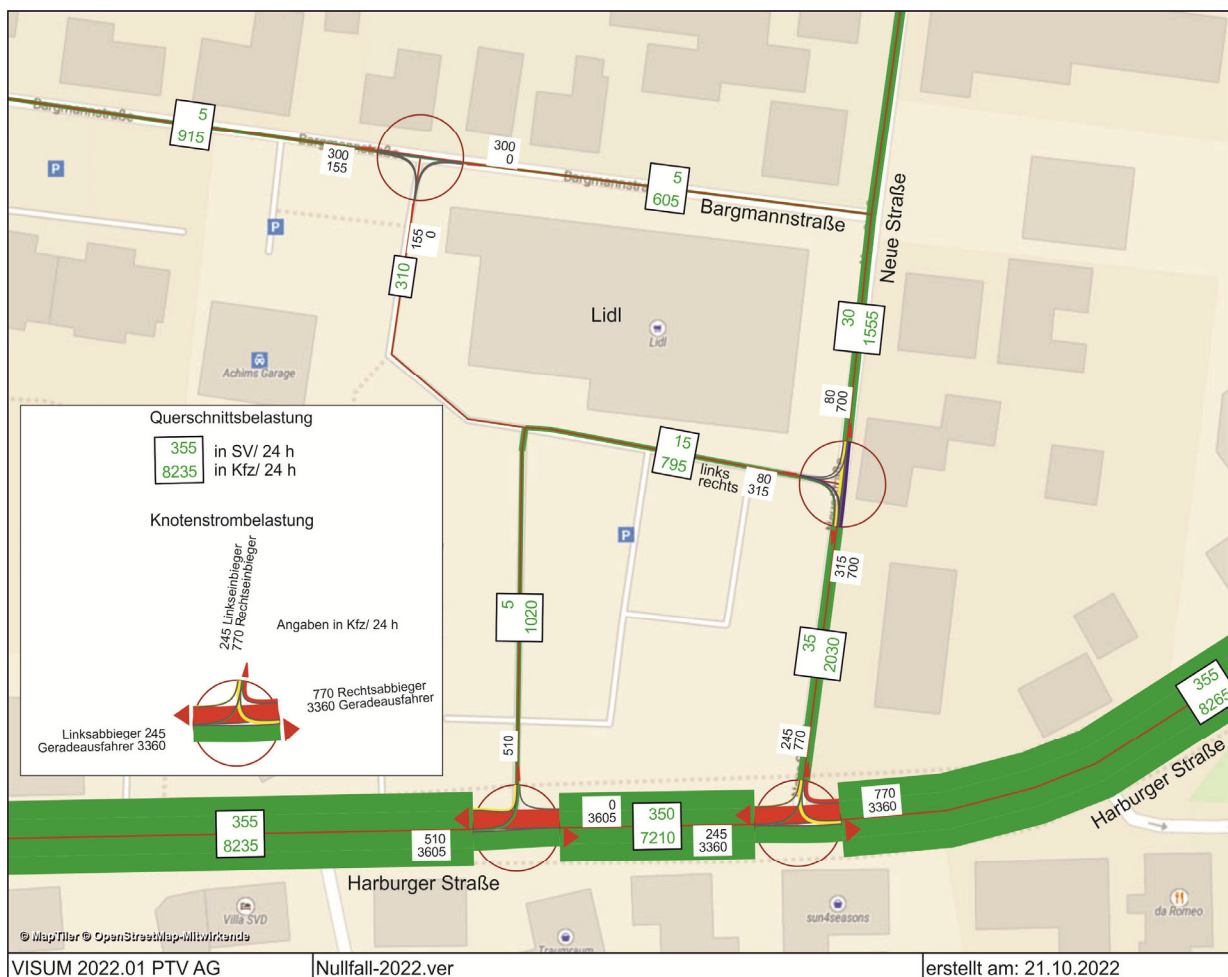 Bargmannstraße
5
915
300
155
Bargmannstraße
300
0
5
605
Bargmannstraße
Neue Straße
155
0
310
Lidl
Lidl
Achims Garage
P
P
P
30
1555
80
700
15
795
links
rechts
80
315
315
700
Querschnittsbelastung
355 in SV/ 24 h
8235 in Kfz/ 24 h
Knotenstrombelastung
245 Linkseinbieger
770 Rechtseinbieger
Angaben in Kfz/ 24 h
770 Rechtsabbieger
3360 Geradeausfahrer
Linksabbieger 245
Geradeausfahrer 3360
5
1020
35
2030
510
245
770
355
8265
Harburger Straße
770
3360
0
3605
350
7210
245
3360
355
8235
510
3605
Harburger Straße
Villa SVD
Traumraum
sun4seasons
da Romeo
© MapTiler © OpenStreetMap-Mitwirkende
VISUM 2022.01 PTV AG
Nullfall-2022.ver
erstellt am: 21.10.2022